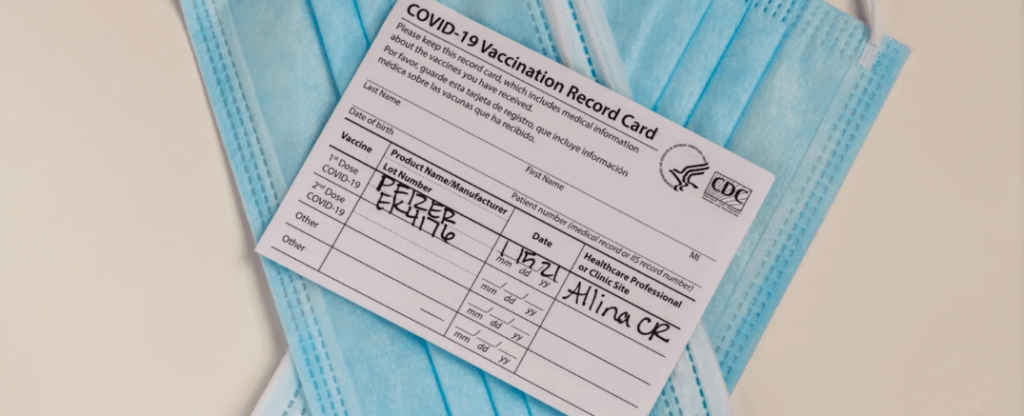 COVID-19 Vaccination Record Card
Please keep this record card, which includes medical information
about the vaccines you have received.
Por favor, guarde esta tarjeta de registro, que incluye información
médica sobre las vacunas que ha recibido.
Last Name
First Name
MI
Date of birth
Patient number (medical record or IIS record number)
Vaccine
Product Name/Manufacturer
Lot Number
Date
Healthcare Professional
or Clinic Site
1st Dose
COVID-19
PFIZER
EK4176
1 15 21
mm dd yy
Allina CR
2nd Dose
COVID-19
mm dd yy
Other
mm dd yy
Other
mm dd yy
CDC